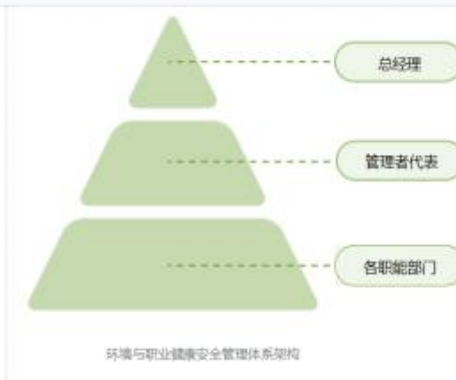 总经理
管理者代表
各职能部门
环境与职业健康安全管理体系架构